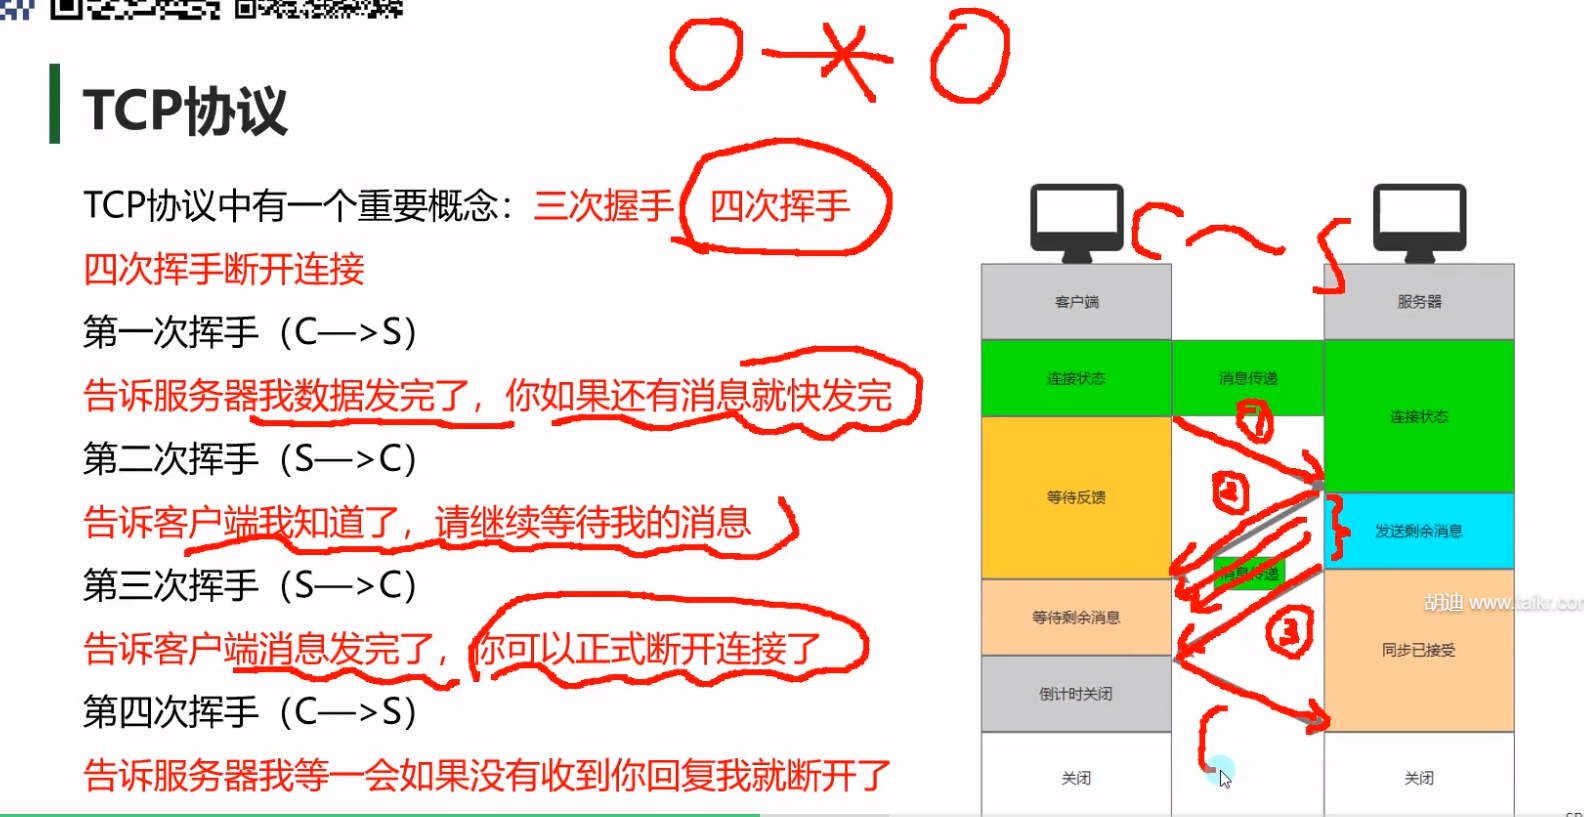 TCP协议
TCP协议中有一个重要概念：三次握手 四次挥手
四次挥手断开连接
第一次挥手（C—>S）
告诉服务器我数据发完了，你如果还有消息就快发完
第二次挥手（S—>C）
告诉客户端我知道了，请继续等待我的消息
第三次挥手（S—>C）
告诉客户端消息发完了，你可以正式断开连接了
第四次挥手（C—>S）
告诉服务器我等一会如果没有收到你回复我就断开了
C S
客户端
服务器
连接状态
消息传递
连接状态
1
等待反馈
2
发送剩余消息
消息传递
胡迪 www.taikr.com
等待剩余消息
3
同步已接受
倒计时关闭
关闭
关闭